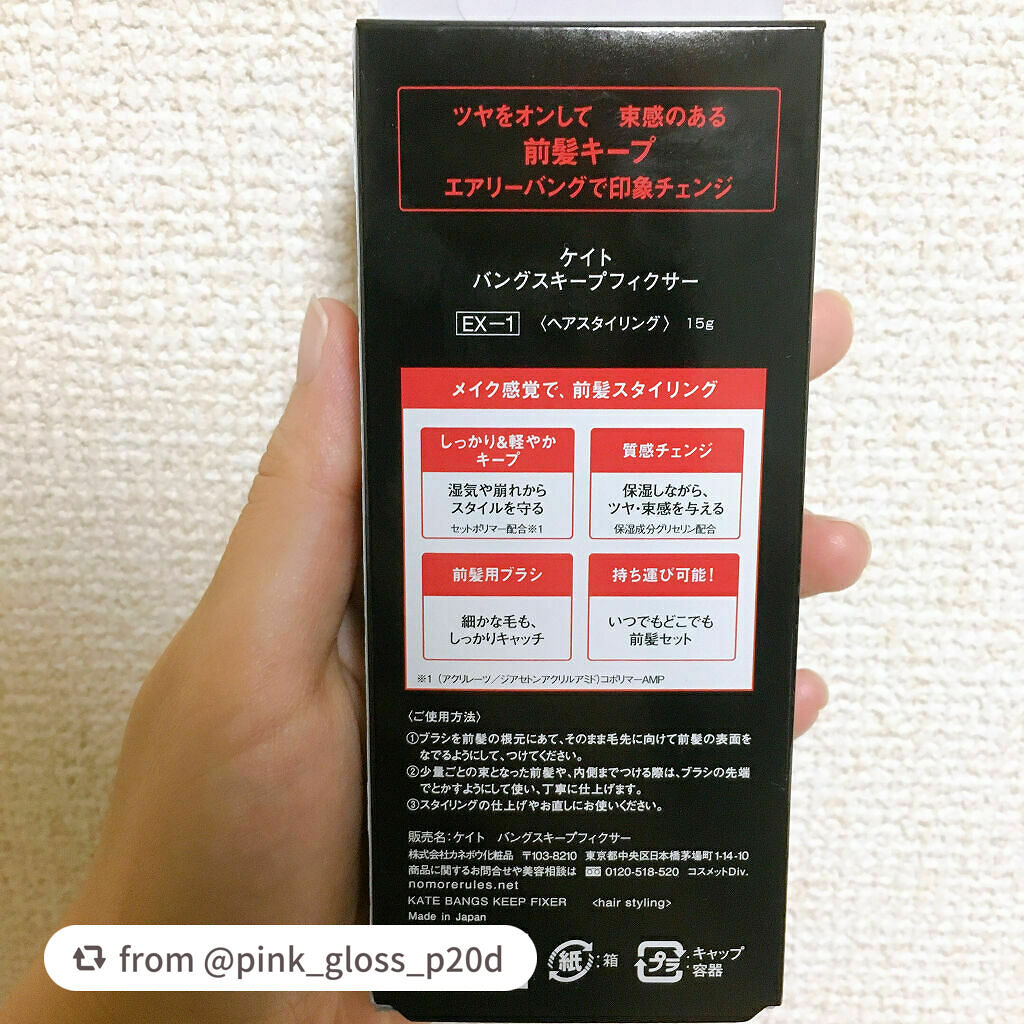 ツヤをオンして 束感のある
前髪キープ
エアリーバングで印象チェンジ
ケイト
バングスキープフィクサー
EX-1 〈ヘアスタイリング〉 15g
メイク感覚で、前髪スタイリング
しっかり&軽やか
キープ
湿気や崩れから
スタイルを守る
セットポリマー配合※1
質感チェンジ
保湿しながら、
ツヤ・束感を与える
保湿成分グリセリン配合
前髪用ブラシ
細かな毛も、
しっかりキャッチ
持ち運び可能!
いつでもどこでも
前髪セット
※1 (アクリレーツ/ジアセトンアクリルアミド)コポリマーAMP
〈ご使用方法〉
①ブラシを前髪の根元にあて、そのまま毛先に向けて前髪の表面を
なでるようにして、つけてください。
②少量ごとの束となった前髪や、内側までつける際は、ブラシの先端
でとかすようにして使い、丁寧に仕上げます。
③スタイリングの仕上げやお直しにお使いください。
販売名:ケイト バングスキープフィクサー
株式会社カネボウ化粧品 〒103-8210 東京都中央区日本橋茅場町1-14-10
商品に関するお問合せや美容相談は 0120-518-520 コスメットDiv.
nomorerules.net
KATE BANGS KEEP FIXER <hair styling>
Made in Japan
紙:箱
プラ:キャップ
:容器
from @pink_gloss_p20d